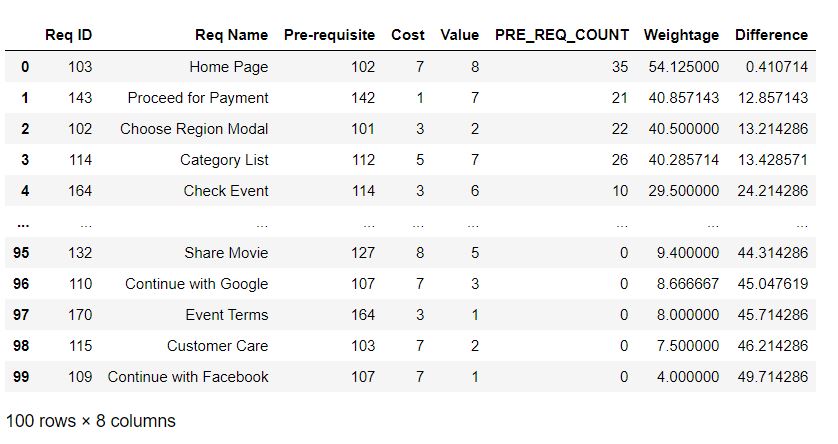 Req ID Req Name Pre-requisite Cost Value PRE_REQ_COUNT Weightage Difference
0 103 Home Page 102 7 8 35 54.125000 0.410714
1 143 Proceed for Payment 142 1 7 21 40.857143 12.857143
2 102 Choose Region Modal 101 3 2 22 40.500000 13.214286
3 114 Category List 112 5 7 26 40.285714 13.428571
4 164 Check Event 114 3 6 10 29.500000 24.214286
... ... ... ... ... ... ... ... ...
95 132 Share Movie 127 8 5 0 9.400000 44.314286
96 110 Continue with Google 107 7 3 0 8.666667 45.047619
97 170 Event Terms 164 3 1 0 8.000000 45.714286
98 115 Customer Care 103 7 2 0 7.500000 46.214286
99 109 Continue with Facebook 107 7 1 0 4.000000 49.714286
100 rows × 8 columns